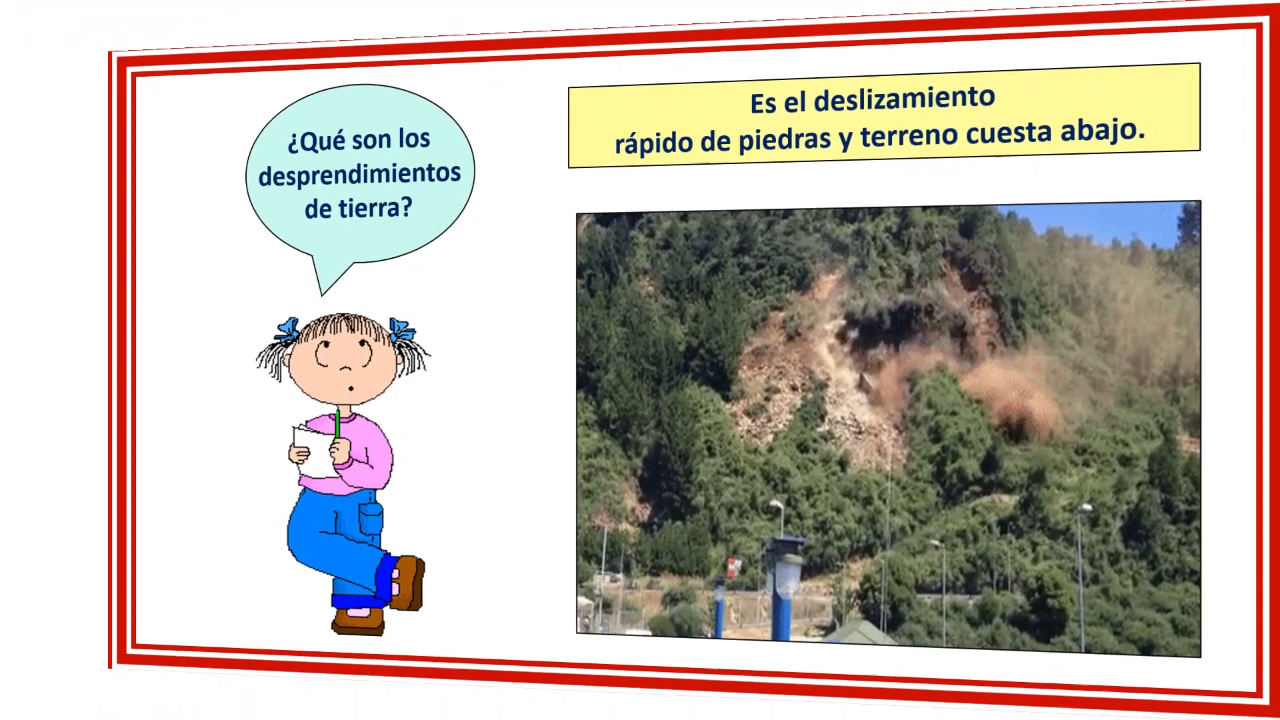 ¿Qué son los
desprendimientos
de tierra?
Es el deslizamiento
rápido de piedras y terreno cuesta abajo.